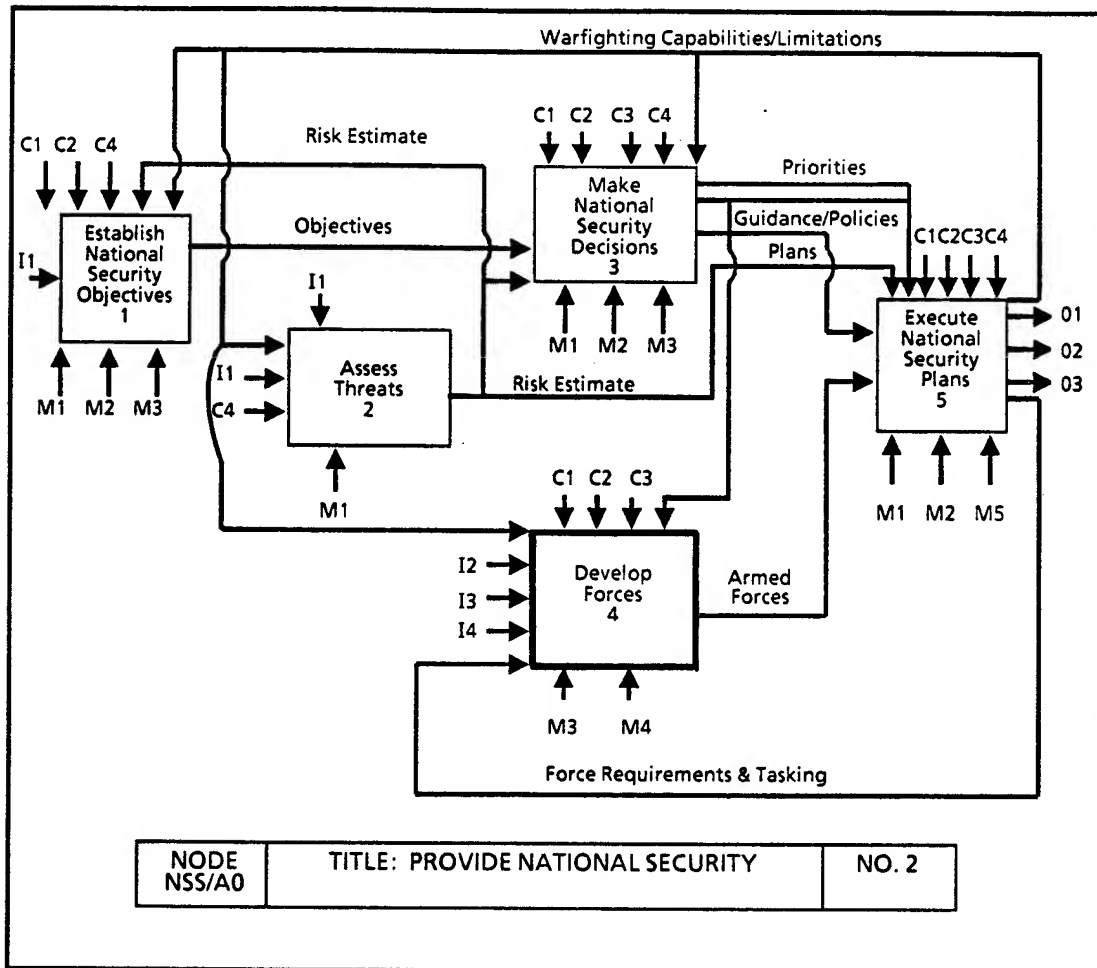 Warfighting Capabilities/Limitations
C1 C2 C3 C4
C1 C2 C4
Risk Estimate
Make
National
Security
Decisions
3
Priorities
Guidance/Policies
Establish
National
Security
Objectives
1
Objectives
I1
Plans
C1 C2 C3 C4
I1
M1 M2 M3
Execute
National
Security
Plans
5
01
02
03
Assess
Threats
2
I1
C4
Risk Estimate
M1 M2 M3
M1
C1 C2 C3
M1 M2 M5
I2
I3
I4
Develop
Forces
4
Armed
Forces
M3 M4
Force Requirements & Tasking
NODE
NSS/A0
TITLE: PROVIDE NATIONAL SECURITY
NO. 2